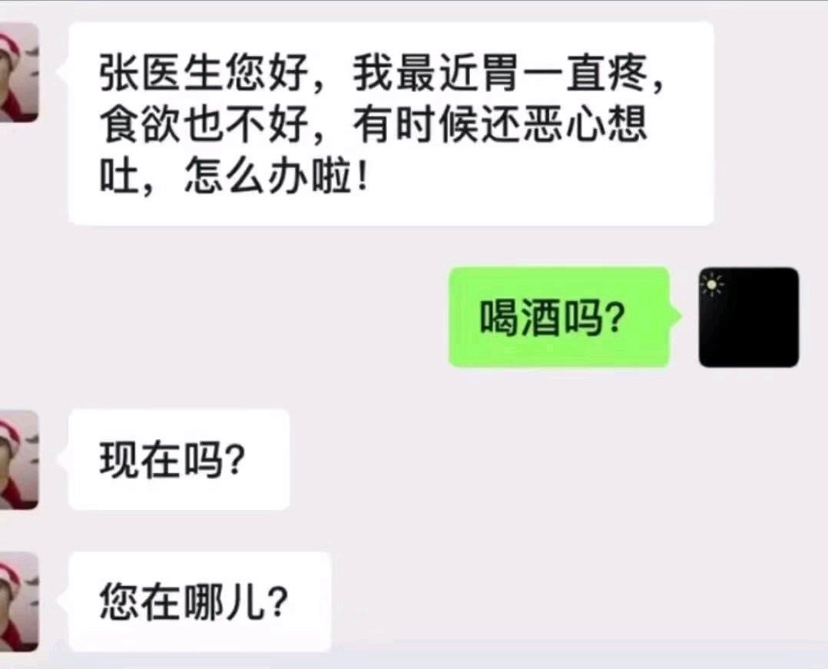 张医生您好，我最近胃一直疼，
食欲也不好，有时候还恶心想
吐，怎么办啦！
喝酒吗？
现在吗？
您在哪儿？